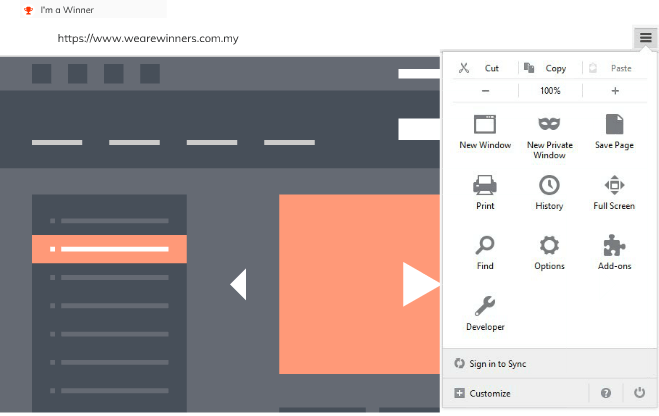 I'm a Winner
https://www.wearewinners.com.my
Cut Copy Paste
− 100% +
New Window New Private Window Save Page
Print History Full Screen
Find Options Add-ons
Developer
Sign in to Sync
Customize